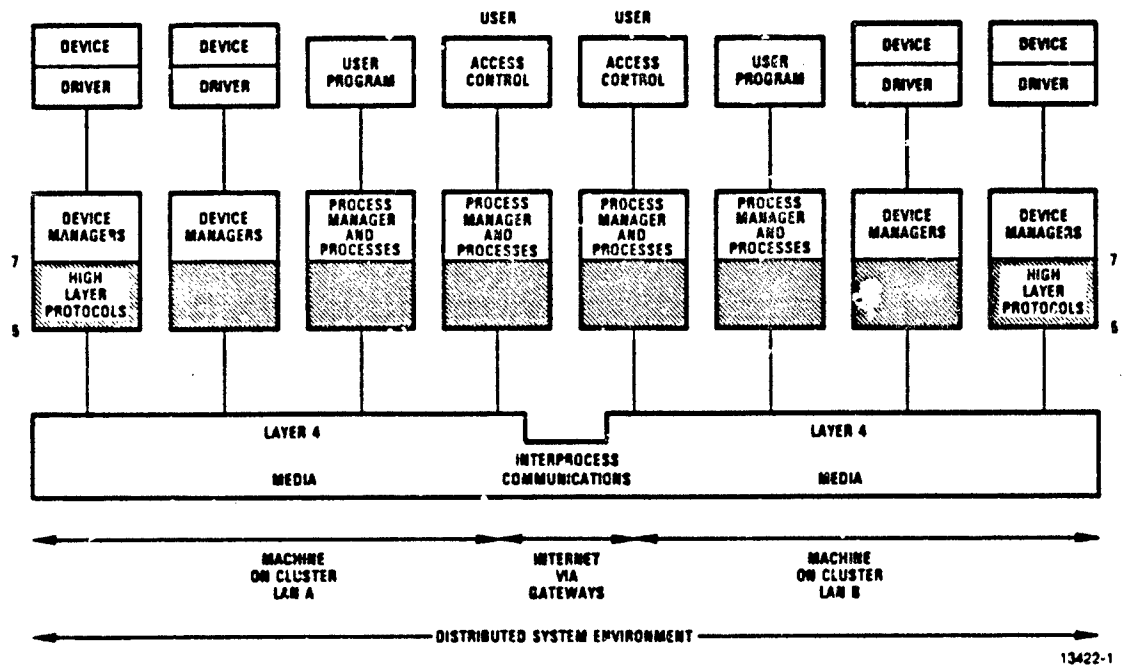 USER USER
DEVICE DEVICE USER PROGRAM ACCESS CONTROL ACCESS CONTROL USER PROGRAM DEVICE DEVICE
DRIVER DRIVER DRIVER DRIVER
DEVICE MANAGERS DEVICE MANAGERS PROCESS MANAGER AND PROCESSES PROCESS MANAGER AND PROCESSES PROCESS MANAGER AND PROCESSES PROCESS MANAGER AND PROCESSES DEVICE MANAGERS DEVICE MANAGERS
7 7
HIGH LAYER PROTOCOLS HIGH LAYER PROTOCOLS
5
LAYER 4 LAYER 4
INTERPROCESS
MEDIA COMMUNICATIONS MEDIA
MACHINE INTERNET MACHINE
ON CLUSTER VIA ON CLUSTER
LAN A GATEWAYS LAN B
DISTRIBUTED SYSTEM ENVIRONMENT
13422-1